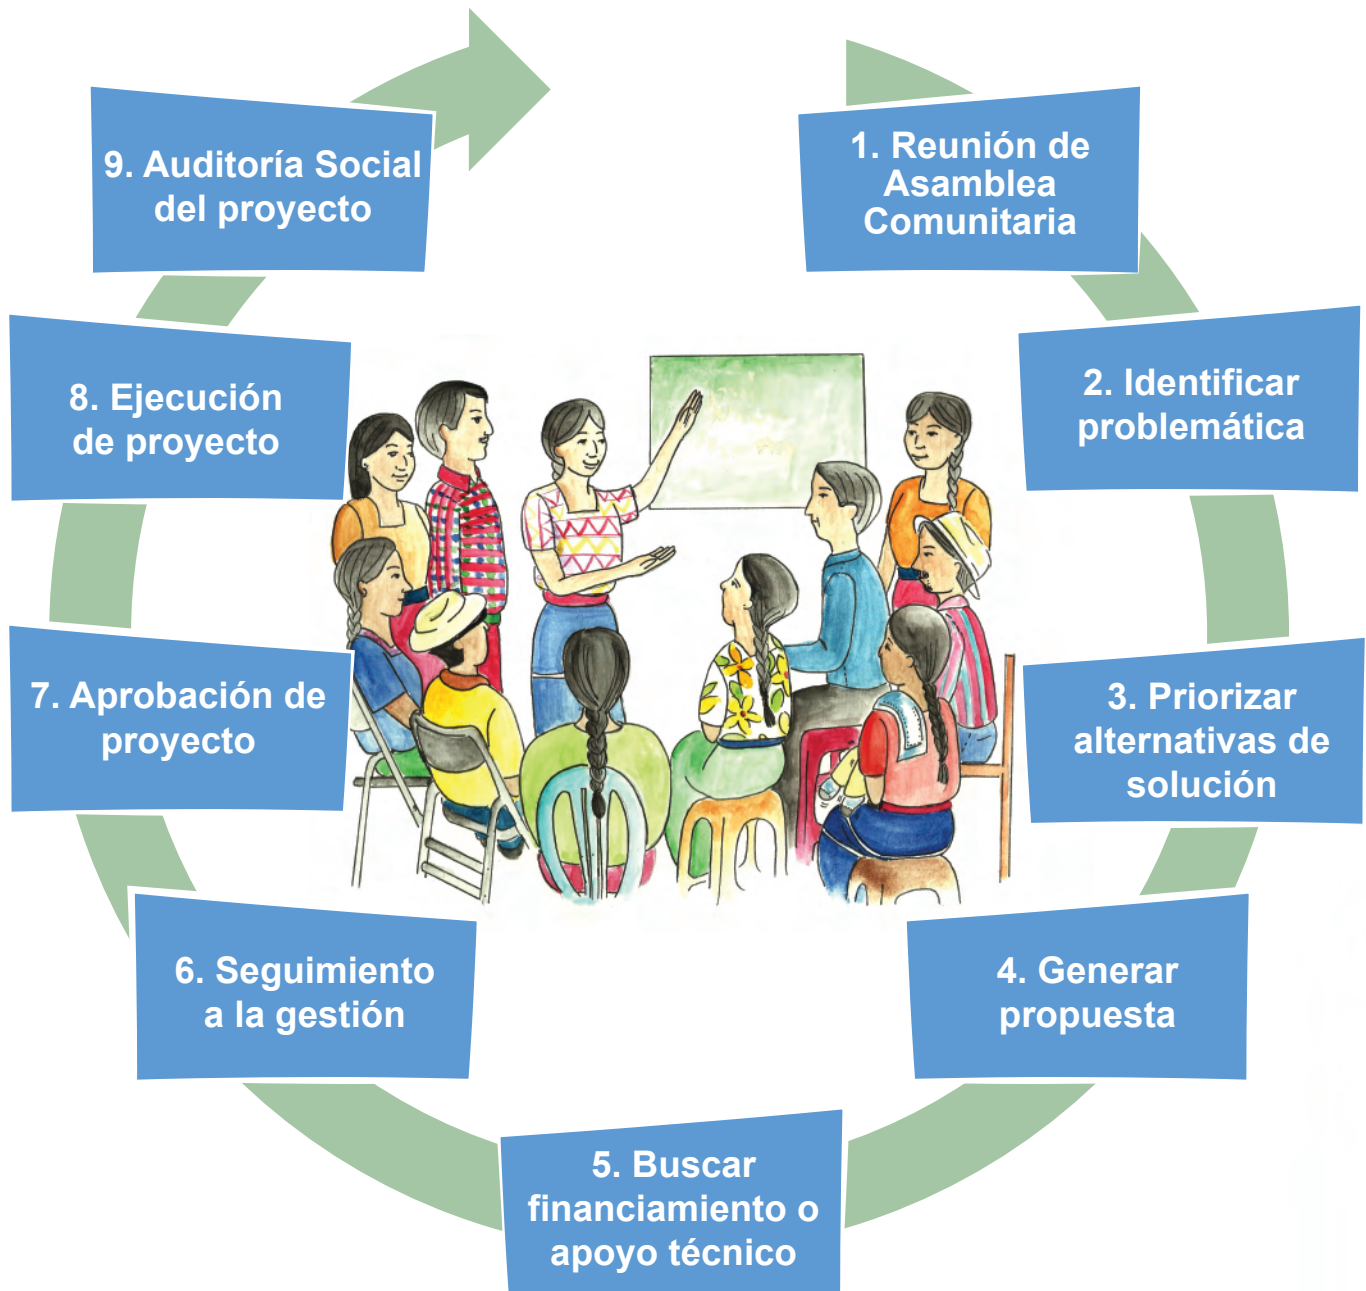 1. Reunión de
Asamblea
Comunitaria
2. Identificar
problemática
3. Priorizar
alternativas de
solución
4. Generar
propuesta
5. Buscar
financiamiento o
apoyo técnico
6. Seguimiento
a la gestión
7. Aprobación de
proyecto
8. Ejecución
de proyecto
9. Auditoría Social
del proyecto